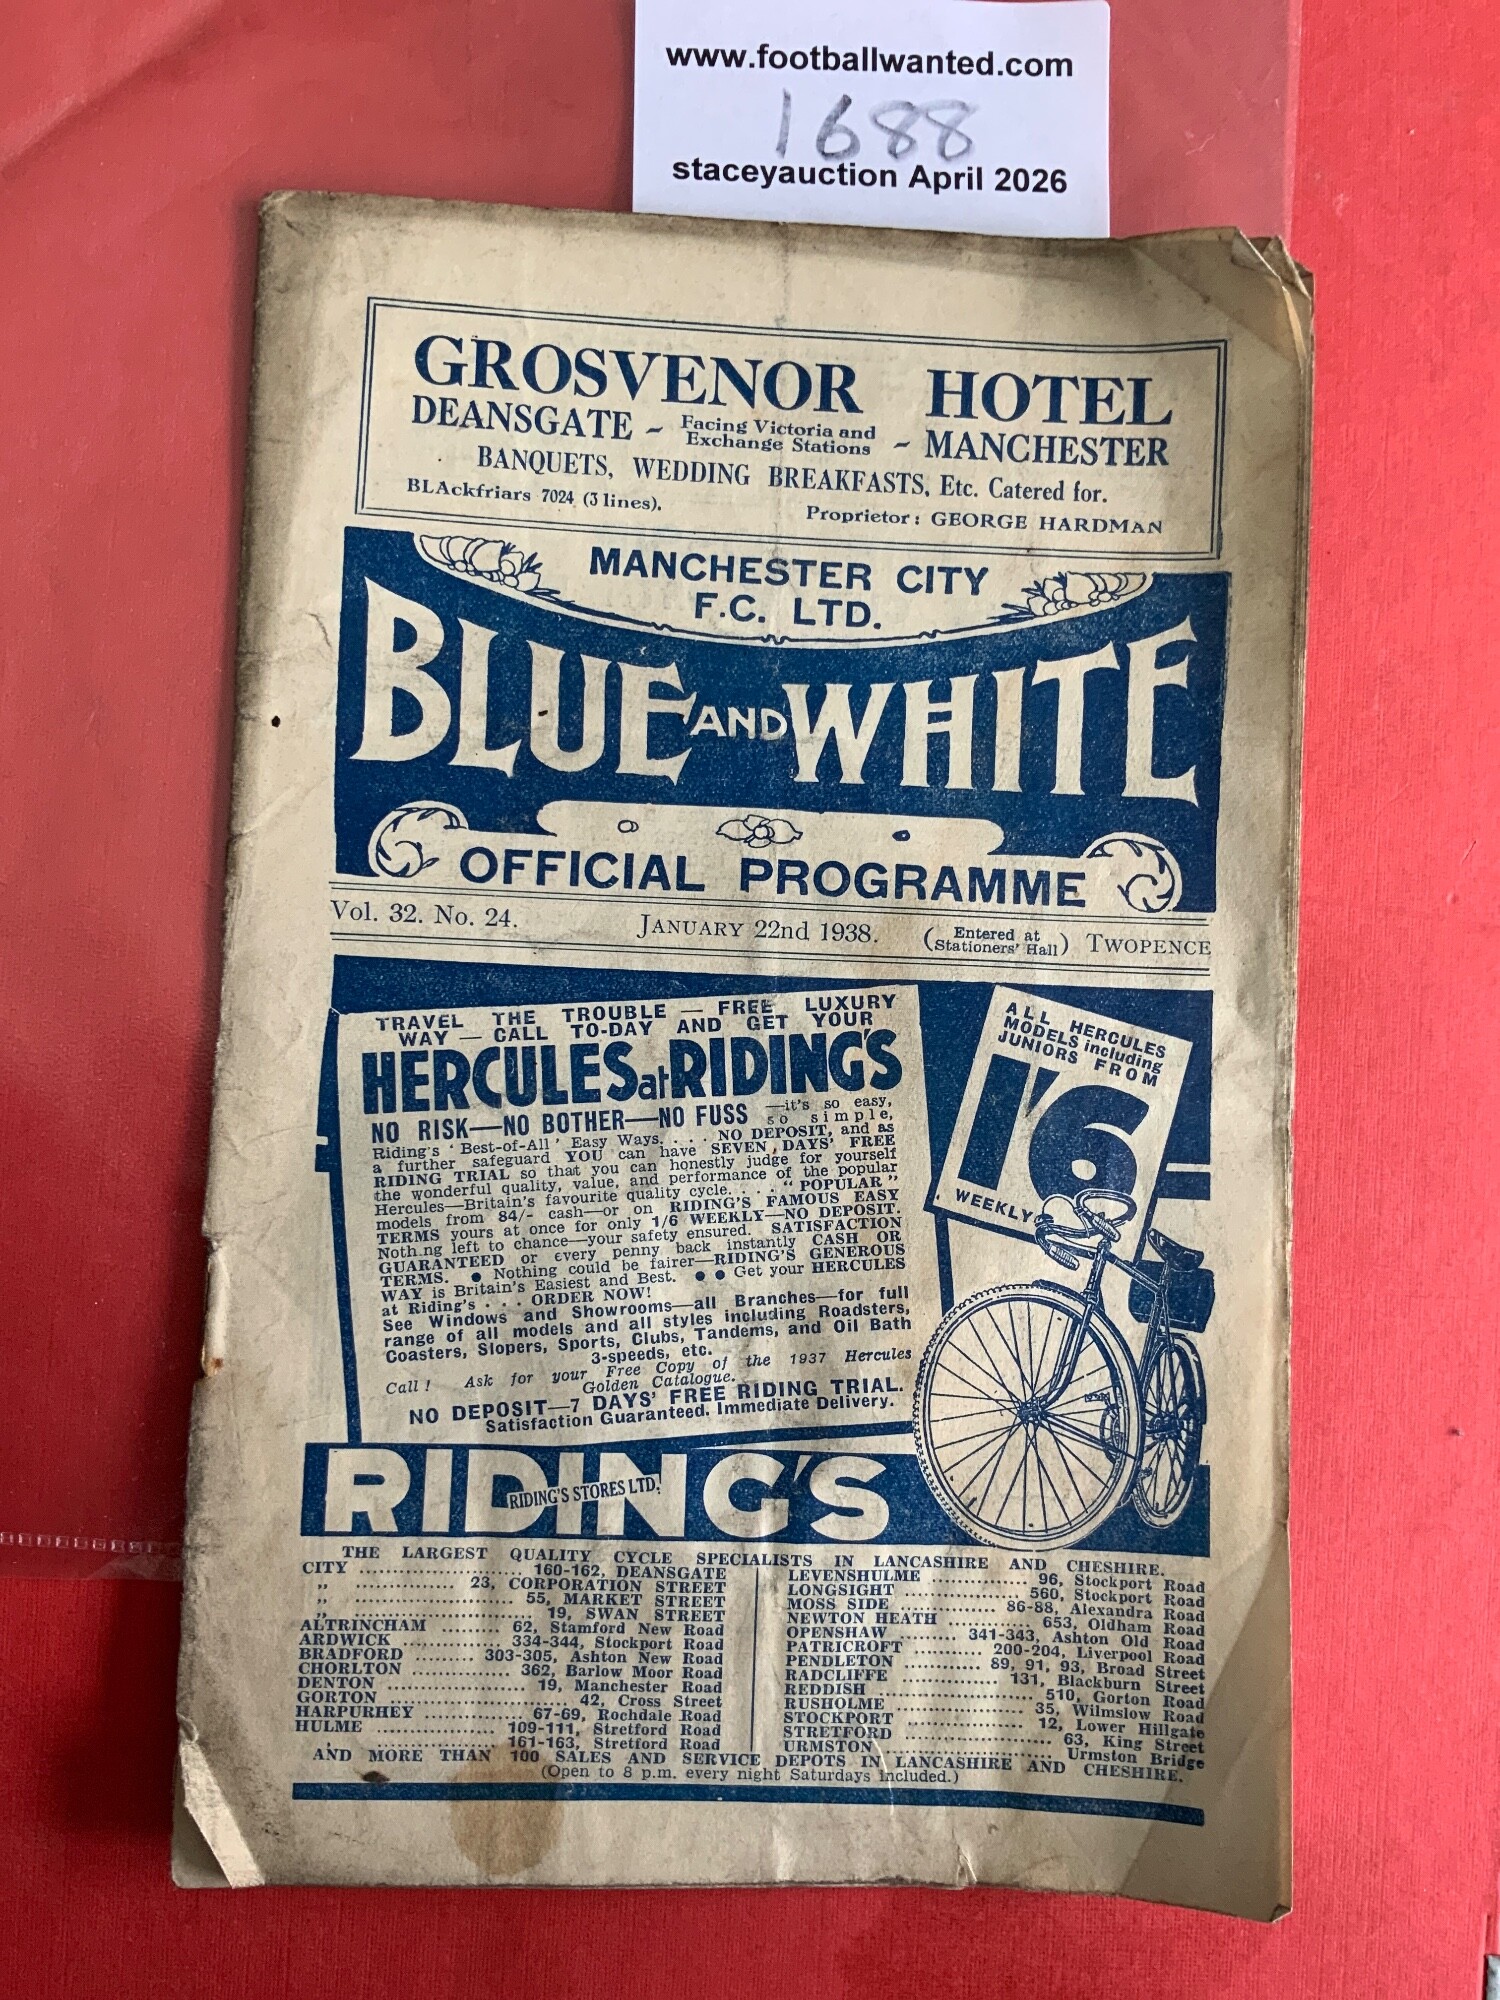 www.footballwanted.com
1688
staceyauction April 2026
GROSVENOR HOTEL
DEANSGATE ~ Facing Victoria and Exchange Stations ~ MANCHESTER
BANQUETS, WEDDING BREAKFASTS, Etc. Catered for.
BLAckfriars 7024 (3 lines).
Proprietor: GEORGE HARDMAN
MANCHESTER CITY
F.C. LTD.
BLUE AND WHITE
OFFICIAL PROGRAMME
Vol. 32. No. 24. JANUARY 22nd 1938. (Entered at Stationers' Hall) TWOPENCE
TRAVEL THE TROUBLE — FREE LUXURY
WAY — CALL TO-DAY AND GET YOUR
HERCULES at RIDING'S
NO RISK—NO BOTHER—NO FUSS —it's so easy,
so simple,
Riding's 'Best-of-All' Easy Ways. . . . NO DEPOSIT, and as
a further safeguard YOU can have SEVEN DAYS' FREE
RIDING TRIAL so that you can honestly judge for yourself
the wonderful quality, value, and performance of the popular
Hercules—Britain's favourite quality cycle. . . . "POPULAR"
models from 84/- cash—or on RIDING'S FAMOUS EASY
TERMS yours at once for only 1/6 WEEKLY—NO DEPOSIT.
Noth.ng left to chance—your safety ensured. SATISFACTION
GUARANTEED or every penny back instantly CASH OR
TERMS. ● Nothing could be fairer—RIDING'S GENEROUS
WAY is Britain's Easiest and Best. ● ● Get your HERCULES
at Riding's . . . ORDER NOW!
See Windows and Showrooms—all Branches—for full
range of all models and all styles including Roadsters,
Coasters, Slopers, Sports, Clubs, Tandems, and Oil Bath
3-speeds, etc.
Call! Ask for your Free Copy of the 1937 Hercules
Golden Catalogue.
NO DEPOSIT—7 DAYS' FREE RIDING TRIAL.
Satisfaction Guaranteed. Immediate Delivery.
ALL HERCULES
MODELS including
JUNIORS FROM
1'6
WEEKLY
RIDING'S
RIDING'S STORES LTD.
THE LARGEST QUALITY CYCLE SPECIALISTS IN LANCASHIRE AND CHESHIRE.
CITY ........ 160-162, DEANSGATE
,, ........ 23, CORPORATION STREET
,, ........ 55, MARKET STREET
,, ........ 19, SWAN STREET
ALTRINCHAM ........ 62, Stamford New Road
ARDWICK ........ 334-344, Stockport Road
BRADFORD ........ 303-305, Ashton New Road
CHORLTON ........ 362, Barlow Moor Road
DENTON ........ 19, Manchester Road
GORTON ........ 42, Cross Street
HARPURHEY ........ 67-69, Rochdale Road
HULME ........ 109-111, Stretford Road
,, ........ 161-163, Stretford Road
LEVENSHULME ........ 96, Stockport Road
LONGSIGHT ........ 560, Stockport Road
MOSS SIDE ........ 86-88, Alexandra Road
NEWTON HEATH ........ 653, Oldham Road
OPENSHAW ........ 341-343, Ashton Old Road
PATRICROFT ........ 200-204, Liverpool Road
PENDLETON ........ 89, 91, 93, Broad Street
RADCLIFFE ........ 131, Blackburn Street
REDDISH ........ 510, Gorton Road
RUSHOLME ........ 35, Wilmslow Road
STOCKPORT ........ 12, Lower Hillgate
STRETFORD ........ 63, King Street
URMSTON ........ Urmston Bridge
AND MORE THAN 100 SALES AND SERVICE DEPOTS IN LANCASHIRE AND CHESHIRE.
(Open to 8 p.m. every night Saturdays included.)